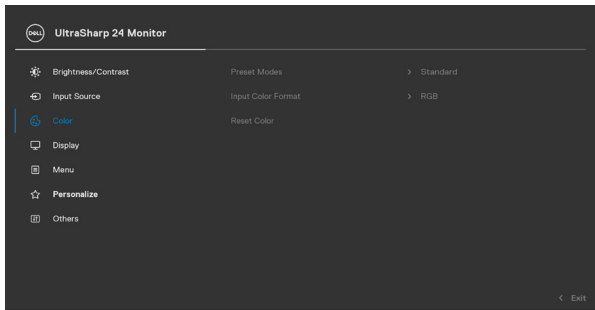 DELL UltraSharp 24 Monitor
Brightness/Contrast Preset Modes > Standard
Input Source Input Color Format > RGB
Color Reset Color
Display
Menu
Personalize
Others
< Exit